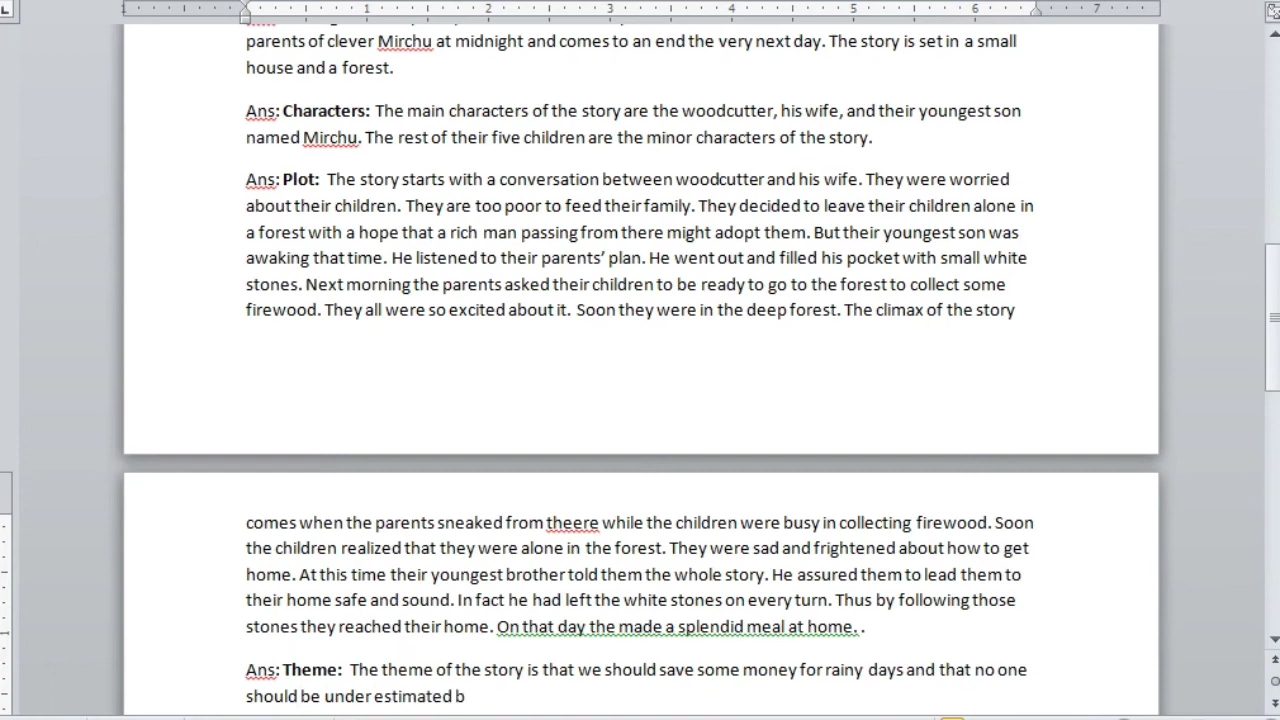 1 1 2 3 4 5 6 7
parents of clever Mirchu at midnight and comes to an end the very next day. The story is set in a small
house and a forest.
Ans: Characters: The main characters of the story are the woodcutter, his wife, and their youngest son
named Mirchu. The rest of their five children are the minor characters of the story.
Ans: Plot: The story starts with a conversation between woodcutter and his wife. They were worried
about their children. They are too poor to feed their family. They decided to leave their children alone in
a forest with a hope that a rich man passing from there might adopt them. But their youngest son was
awaking that time. He listened to their parents’ plan. He went out and filled his pocket with small white
stones. Next morning the parents asked their children to be ready to go to the forest to collect some
firewood. They all were so excited about it. Soon they were in the deep forest. The climax of the story
comes when the parents sneaked from theere while the children were busy in collecting firewood. Soon
the children realized that they were alone in the forest. They were sad and frightened about how to get
home. At this time their youngest brother told them the whole story. He assured them to lead them to
their home safe and sound. In fact he had left the white stones on every turn. Thus by following those
stones they reached their home. On that day the made a splendid meal at home. .
Ans: Theme: The theme of the story is that we should save some money for rainy days and that no one
should be under estimated b